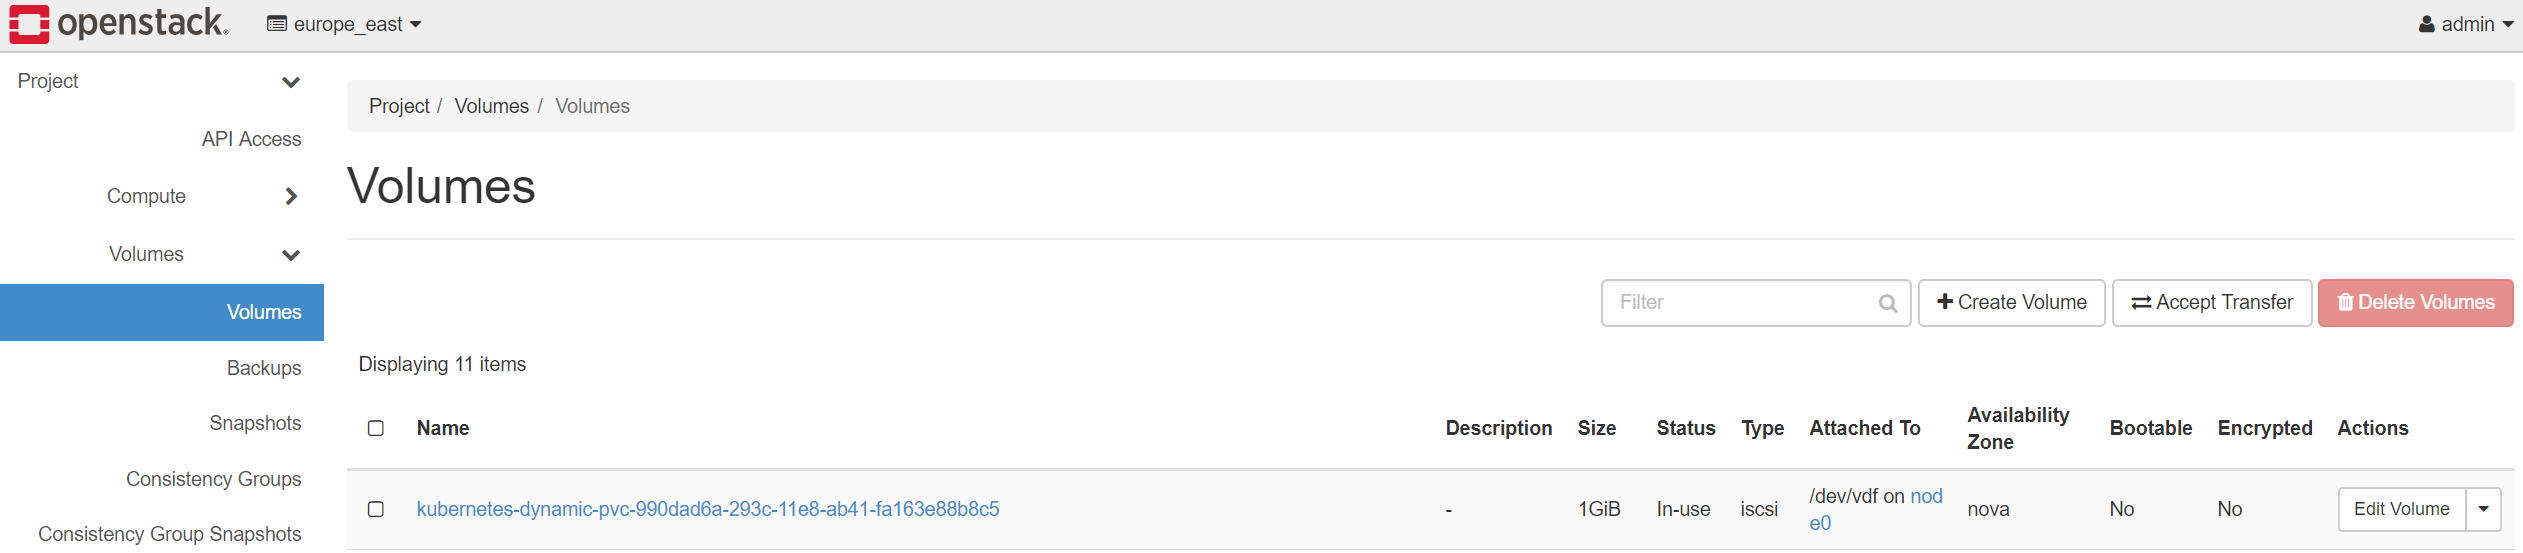 openstack.
europe_east
admin
Project
API Access
Compute
Volumes
Volumes
Backups
Snapshots
Consistency Groups
Consistency Group Snapshots
Project / Volumes / Volumes
Volumes
Filter
Create Volume
Accept Transfer
Delete Volumes
Displaying 11 items
Name Description Size Status Type Attached To Availability Zone Bootable Encrypted Actions
kubernetes-dynamic-pvc-990dad6a-293c-11e8-ab41-fa163e88b8c5 - 1GiB In-use iscsi /dev/vdf on nod
e0 nova No No Edit Volume